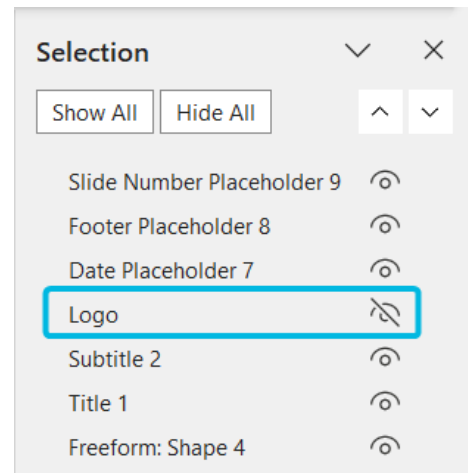 Selection
Show All Hide All
Slide Number Placeholder 9
Footer Placeholder 8
Date Placeholder 7
Logo
Subtitle 2
Title 1
Freeform: Shape 4